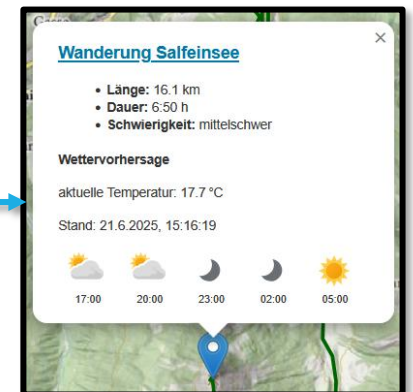 Wanderung Salfeinsee
×
• Länge: 16.1 km
• Dauer: 6:50 h
• Schwierigkeit: mittelschwer
Wettervorhersage
aktuelle Temperatur: 17.7 °C
Stand: 21.6.2025, 15:16:19
17:00 20:00 23:00 02:00 05:00